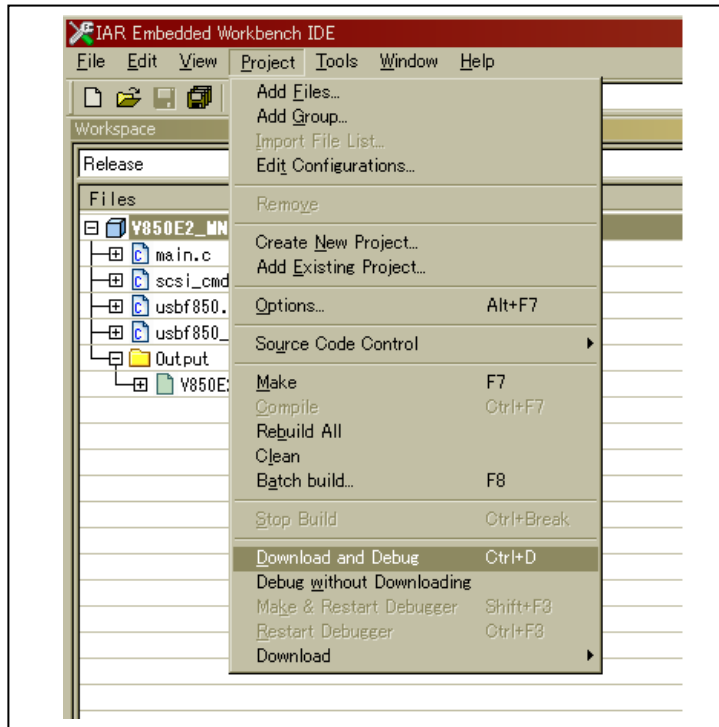 IAR Embedded Workbench IDE
File Edit View Project Tools Window Help
Workspace
Release
Files
V850E2_MN
main.c
scsi_cmd
usbf850.
usbf850_
Output
V850E2
Add Files...
Add Group...
Import File List...
Edit Configurations...
Remove
Create New Project...
Add Existing Project...
Options... Alt+F7
Source Code Control
Make F7
Compile Ctrl+F7
Rebuild All
Clean
Batch build... F8
Stop Build Ctrl+Break
Download and Debug Ctrl+D
Debug without Downloading
Make & Restart Debugger Shift+F3
Restart Debugger Ctrl+F3
Download